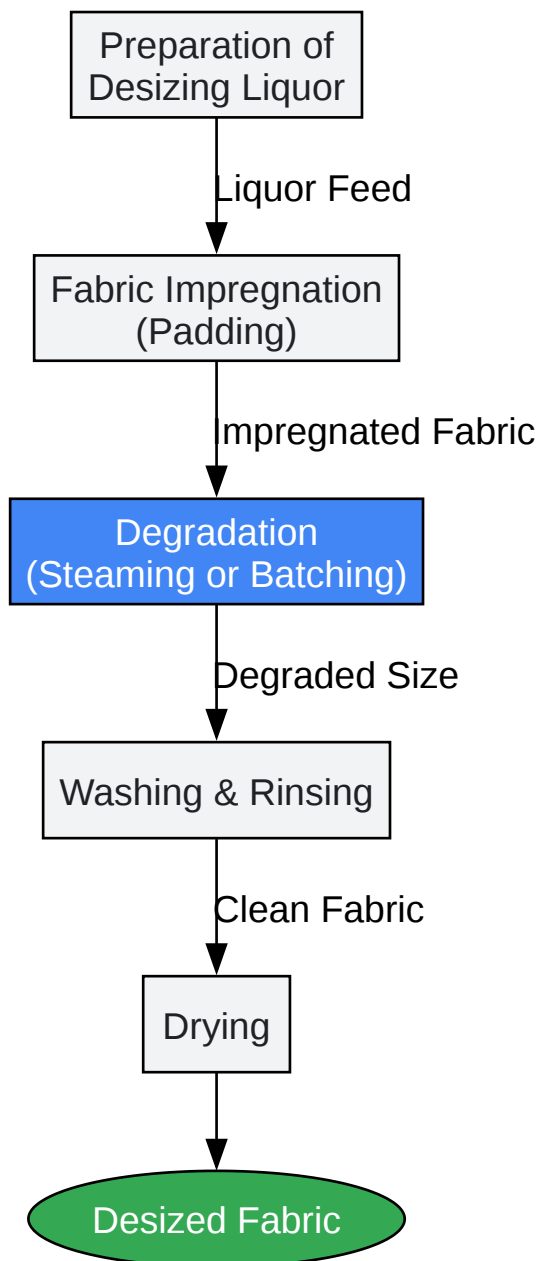 Preparation of
Desizing Liquor
Liquor Feed
Fabric Impregnation
(Padding)
Impregnated Fabric
Degradation
(Steaming or Batching)
Degraded Size
Washing & Rinsing
Clean Fabric
Drying
Desized Fabric